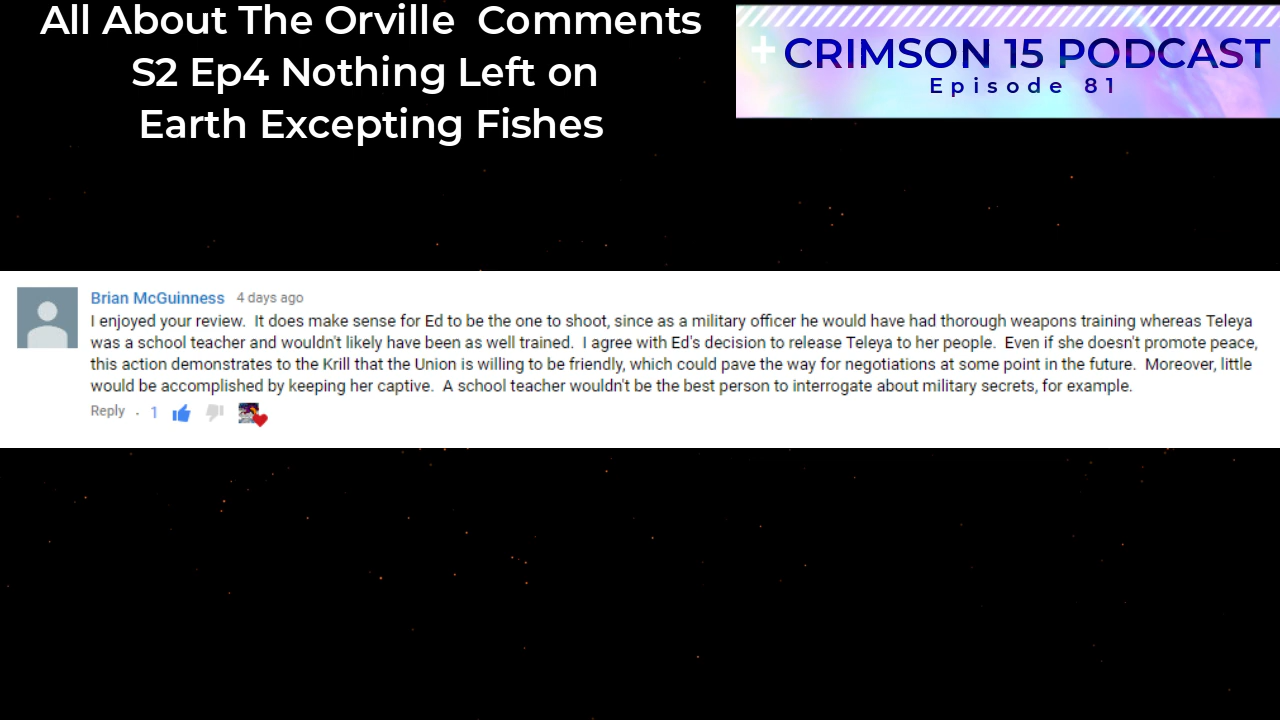 All About The Orville Comments
S2 Ep4 Nothing Left on
Earth Excepting Fishes
CRIMSON 15 PODCAST
Episode 81
Brian McGuinness 4 days ago
I enjoyed your review. It does make sense for Ed to be the one to shoot, since as a military officer he would have had thorough weapons training whereas Teleya
was a school teacher and wouldn't likely have been as well trained. I agree with Ed's decision to release Teleya to her people. Even if she doesn't promote peace,
this action demonstrates to the Krill that the Union is willing to be friendly, which could pave the way for negotiations at some point in the future. Moreover, little
would be accomplished by keeping her captive. A school teacher wouldn't be the best person to interrogate about military secrets, for example.
Reply · 1